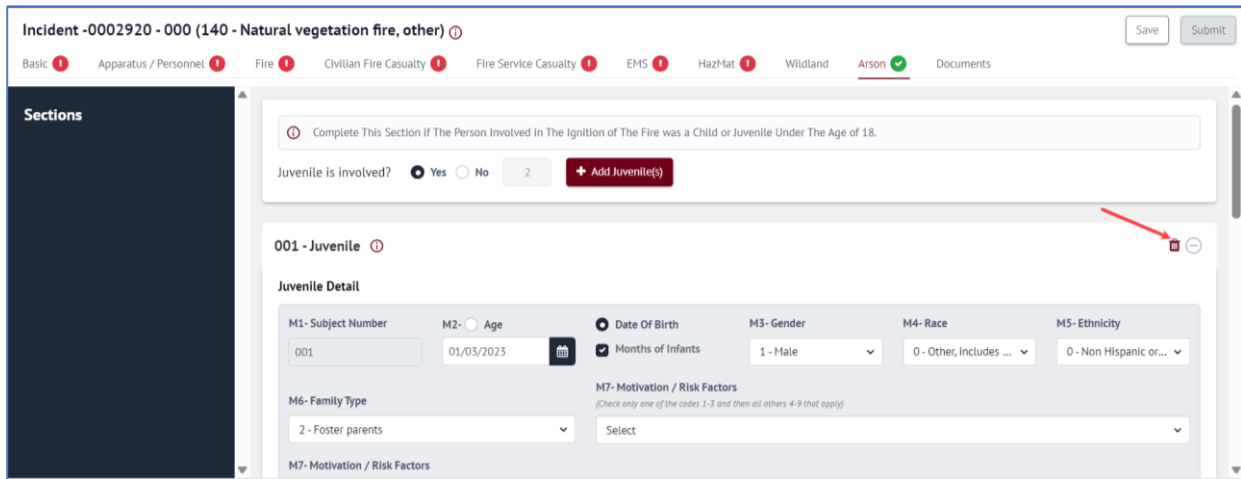 Incident -0002920 - 000 (140 - Natural vegetation fire, other)
Save
Submit
Basic
Apparatus / Personnel
Fire
Civilian Fire Casualty
Fire Service Casualty
EMS
HazMat
Wildland
Arson
Documents
Sections
Complete This Section if The Person Involved in The Ignition of The Fire was a Child or Juvenile Under The Age of 18.
Juvenile is involved? Yes No 2 + Add Juvenile(s)
001 - Juvenile
Juvenile Detail
M1- Subject Number
001
M2- Age
01/03/2023
Date Of Birth
Months of Infants
M3- Gender
1 - Male
M4- Race
0 - Other, includes ...
M5- Ethnicity
0 - Non Hispanic or...
M6- Family Type
2 - Foster parents
M7- Motivation / Risk Factors
(Check only one of the codes 1-3 and then all others 4-9 that apply)
Select
M7- Motivation / Risk Factors